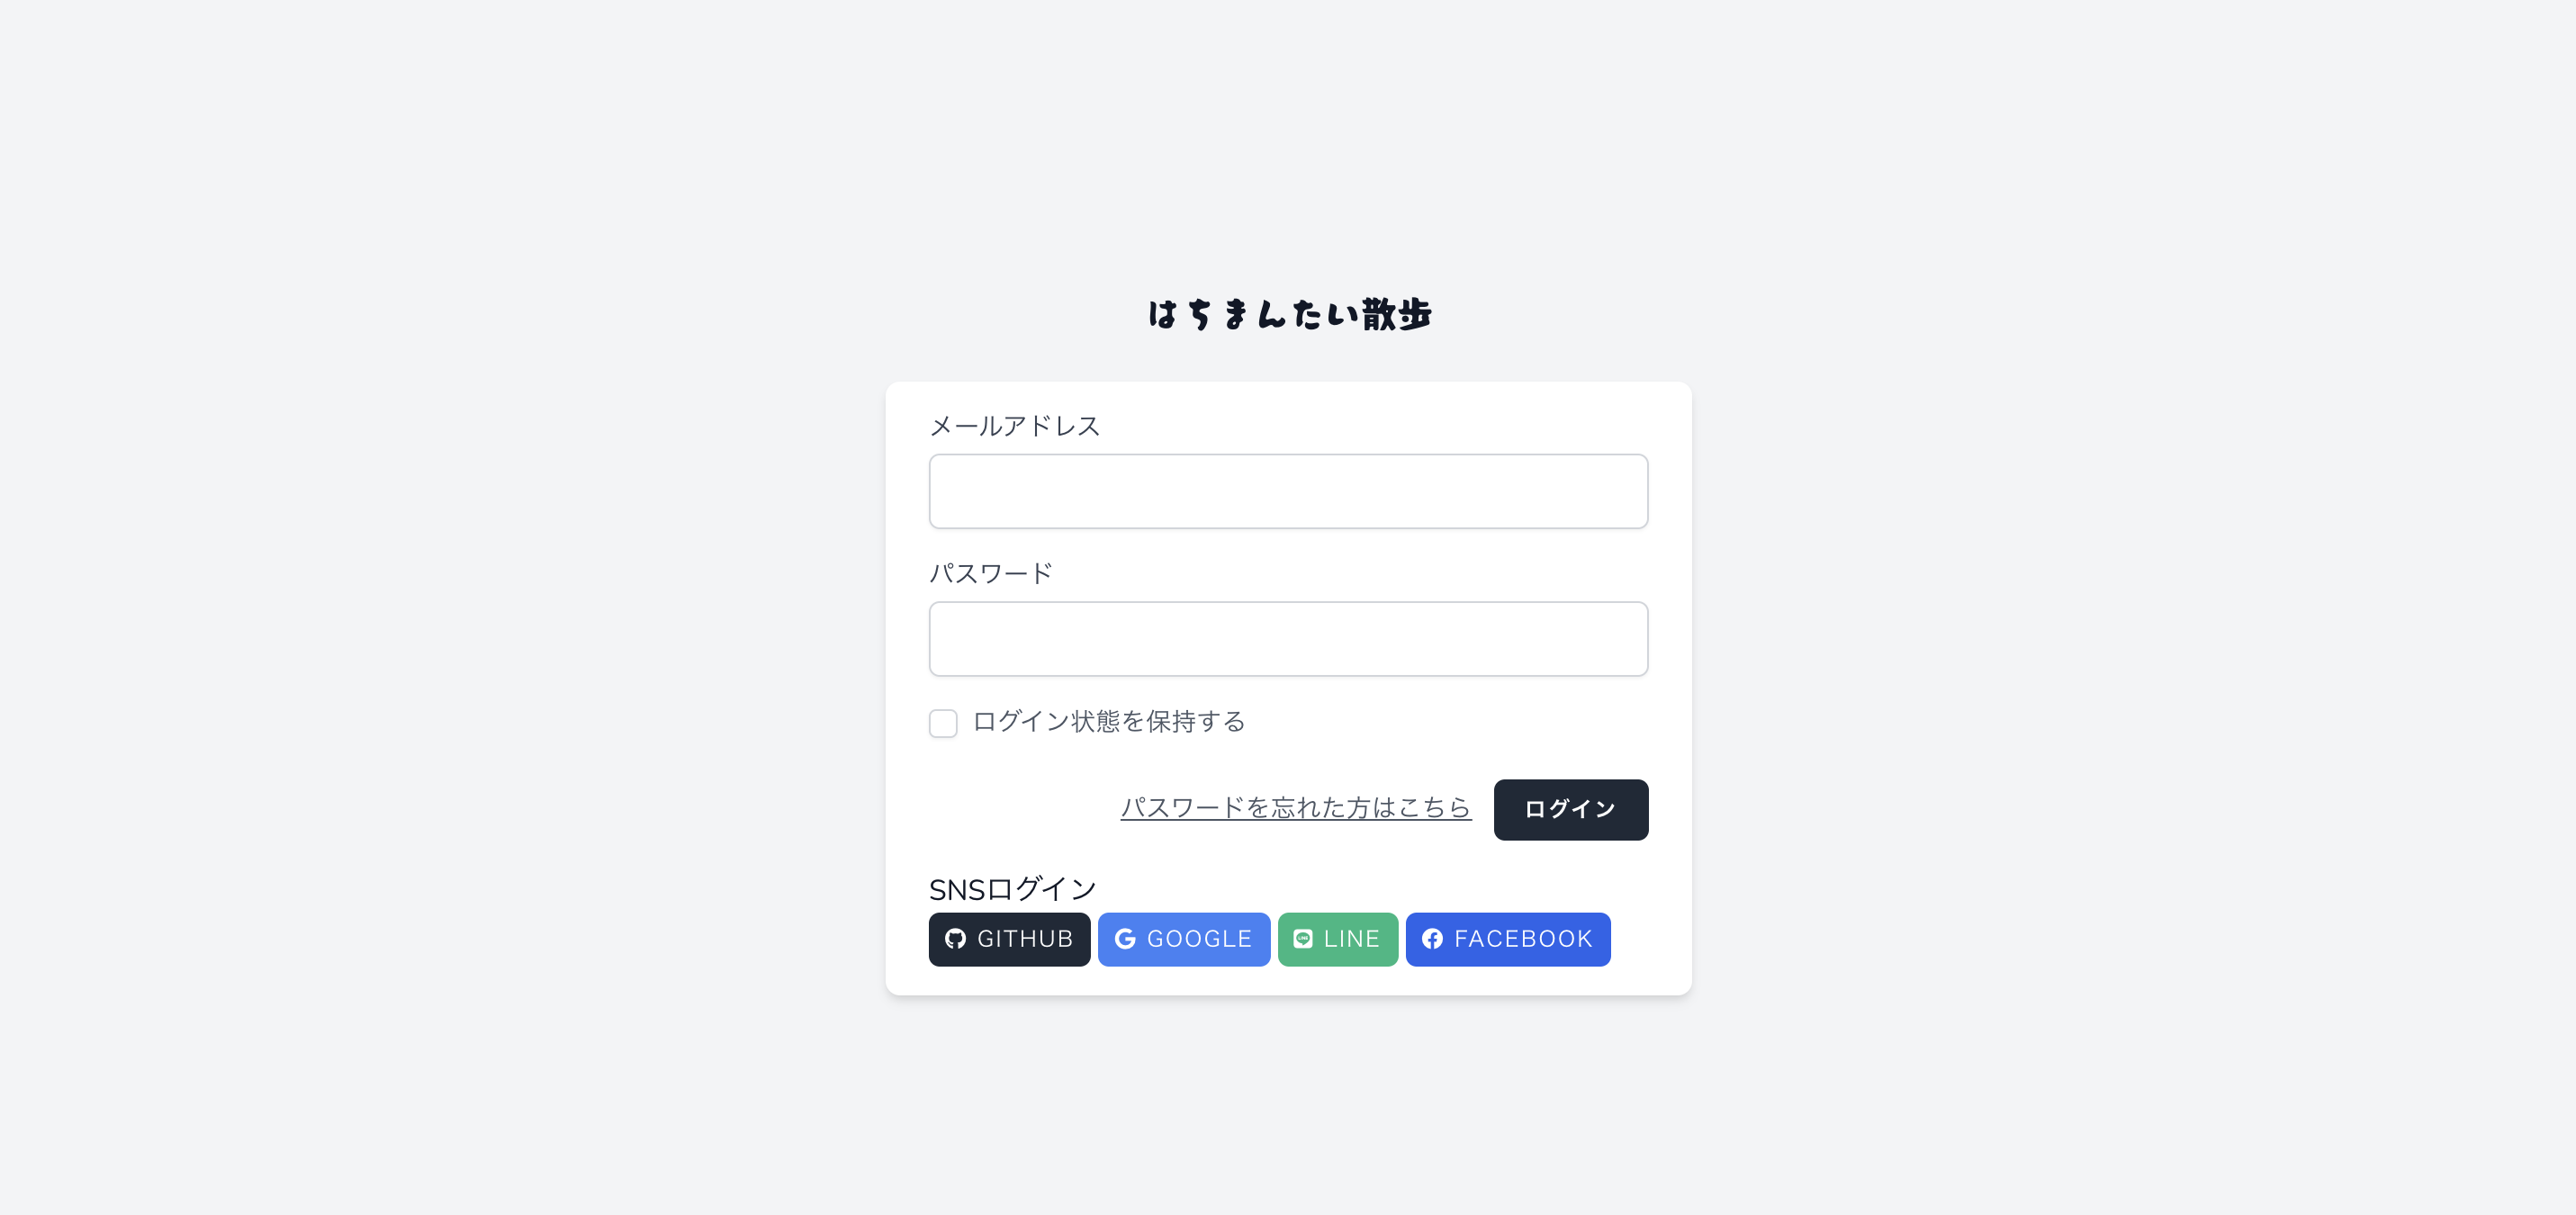 はちまんたい散歩
メールアドレス
パスワード
ログイン状態を保持する
パスワードを忘れた方はこちら ログイン
SNSログイン
GITHUB GOOGLE LINE FACEBOOK